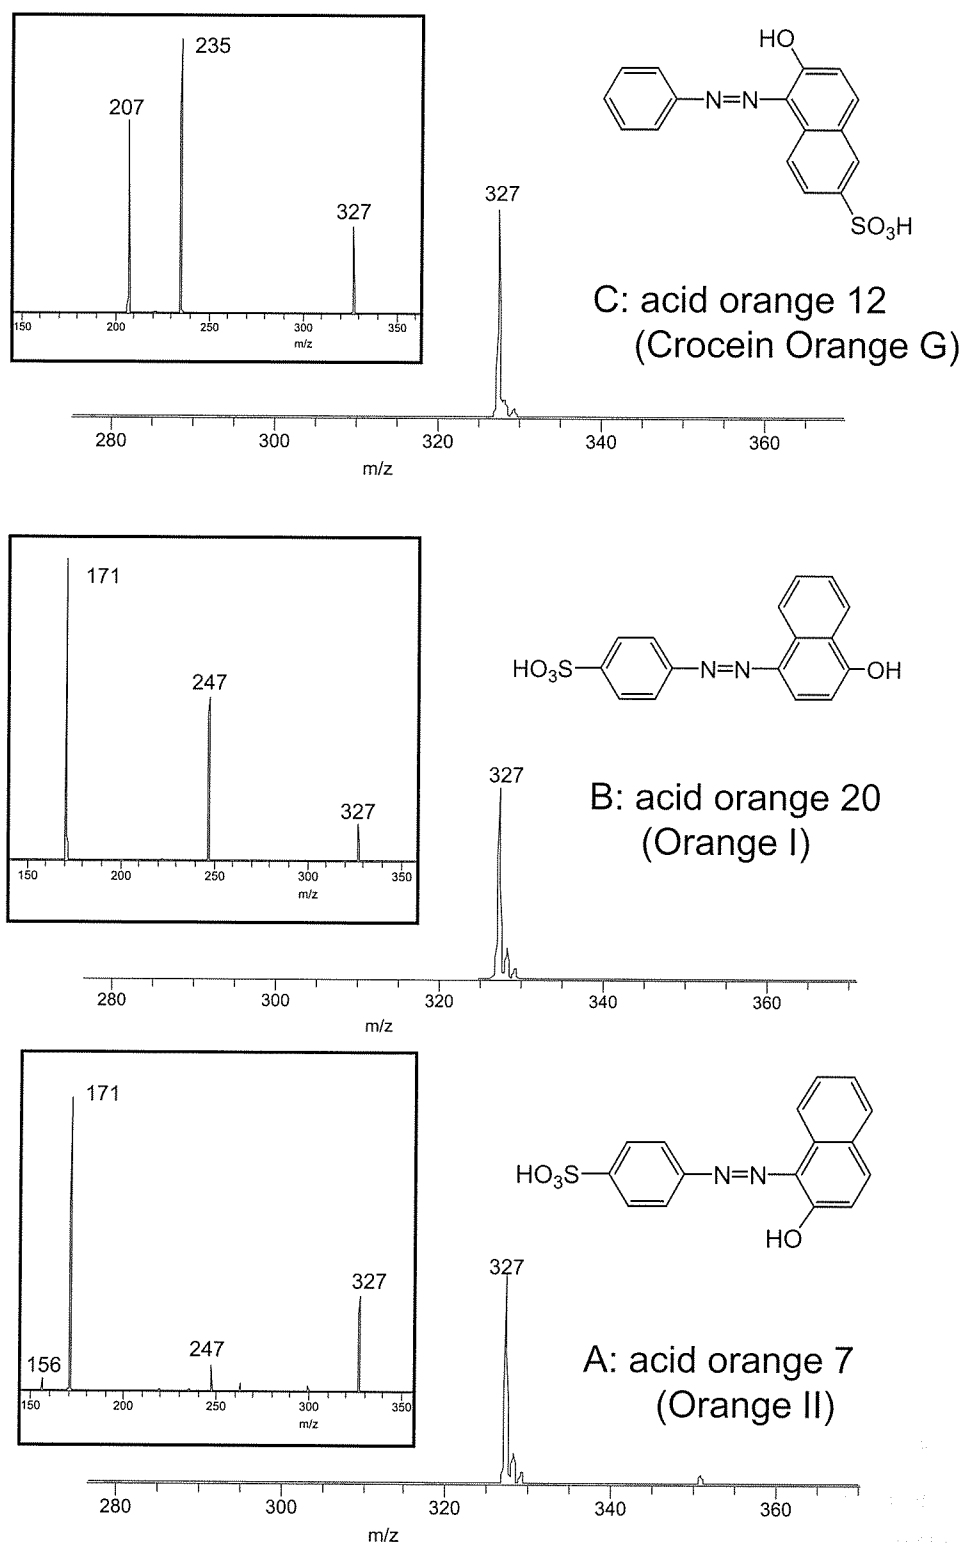 235
207
327
150 200 250 300 350
m/z
HO
N=N
SO3H
327
C: acid orange 12
(Crocein Orange G)
280 300 320 340 360
m/z
171
247
327
150 200 250 300 350
m/z
HO3S N=N OH
327
B: acid orange 20
(Orange I)
280 300 320 340 360
m/z
171
327
247
156
150 200 250 300 350
m/z
HO3S N=N
HO
327
A: acid orange 7
(Orange II)
280 300 320 340 360
m/z